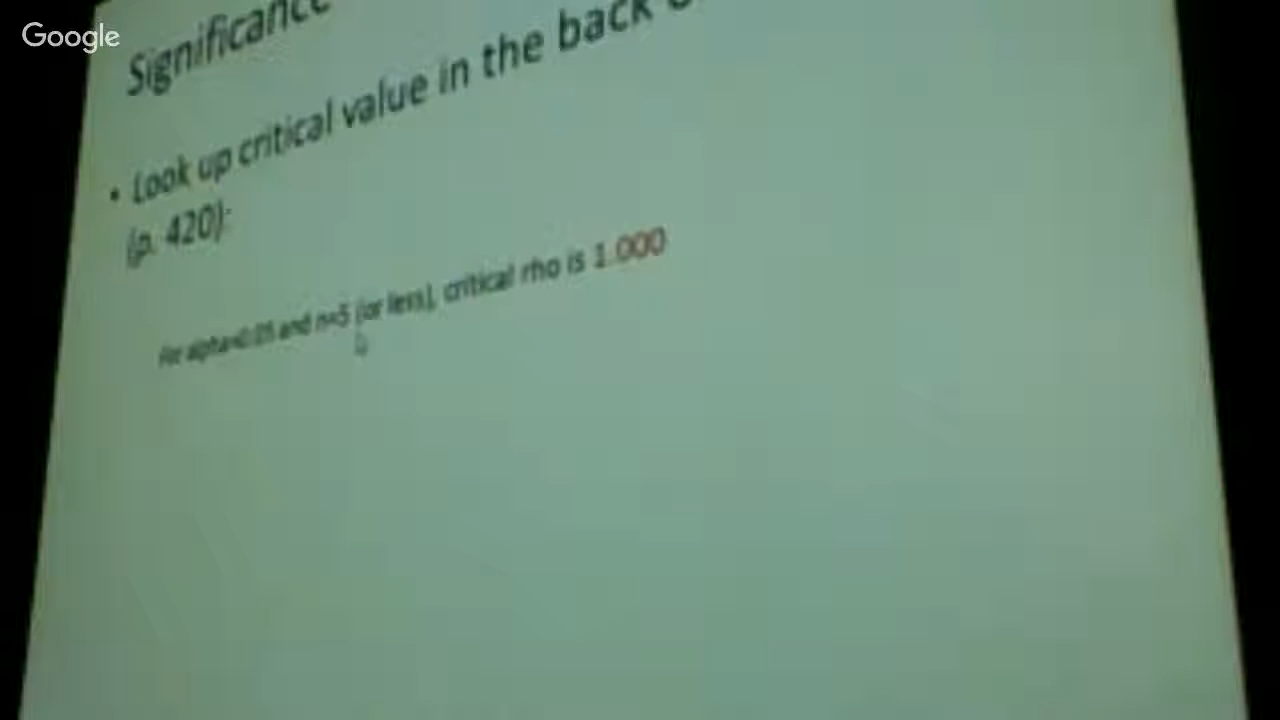 Google
Significance
• Look up critical value in the back
(p. 420):
For alpha=0.05 and n=5 (or less), critical rho is 1.000